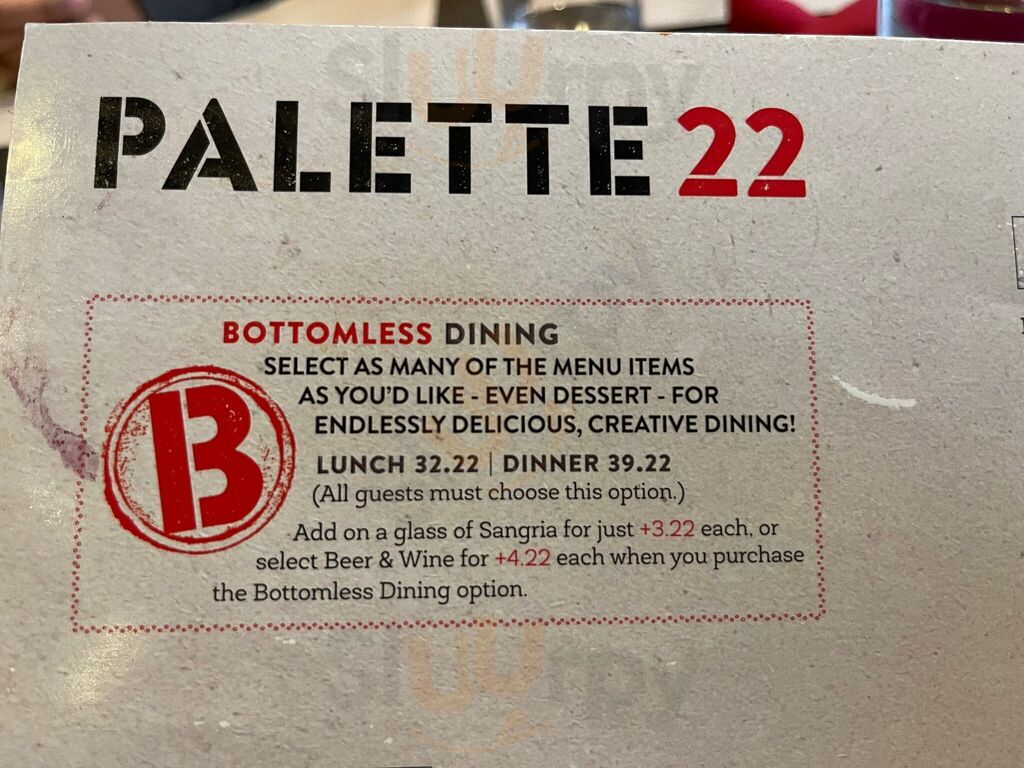 PALETTE 22
BOTTOMLESS DINING
SELECT AS MANY OF THE MENU ITEMS
AS YOU'D LIKE - EVEN DESSERT - FOR
ENDLESSLY DELICIOUS, CREATIVE DINING!
B
LUNCH 32.22 | DINNER 39.22
(All guests must choose this option.)
Add on a glass of Sangria for just +3.22 each, or
select Beer & Wine for +4.22 each when you purchase
the Bottomless Dining option.
sluurpy
sluurpy